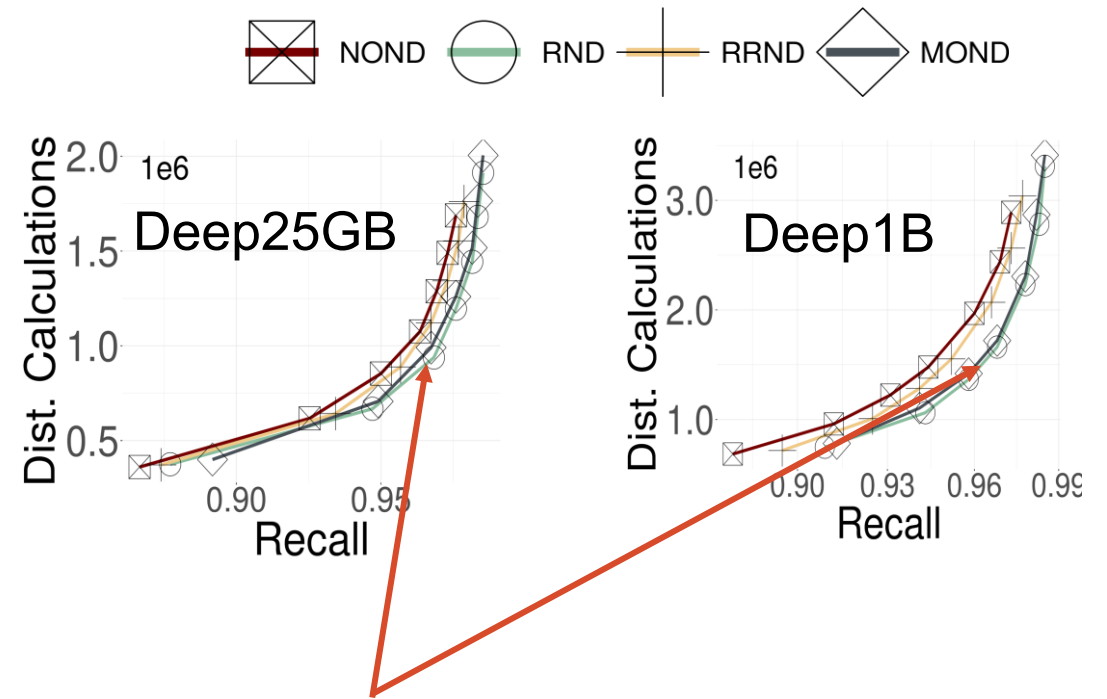 NOND RND RRND MOND
Dist. Calculations
2.0
1.5
1.0
0.5
1e6
Deep25GB
0.90 0.95
Recall
Dist. Calculations
3.0
2.0
1.0
1e6
Deep1B
0.90 0.93 0.96 0.99
Recall